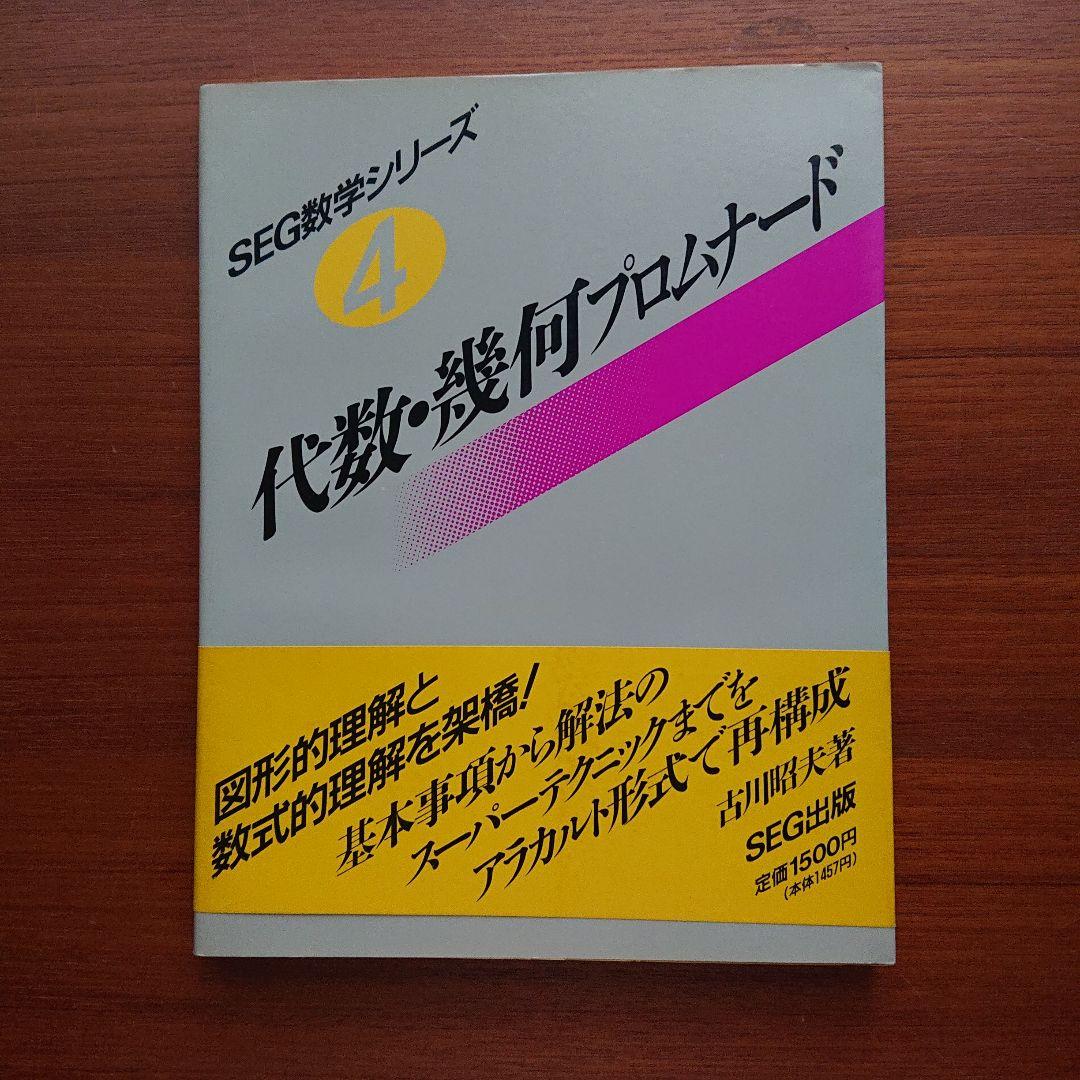 SEG数学シリーズ
4
代数・幾何プロムナード
図形的理解と
数式的理解を架橋!
基本事項から解法の
スーパーテクニックまでを
アラカルト形式で再構成
古川昭夫著
SEG出版
定価1500円
(本体1457円)